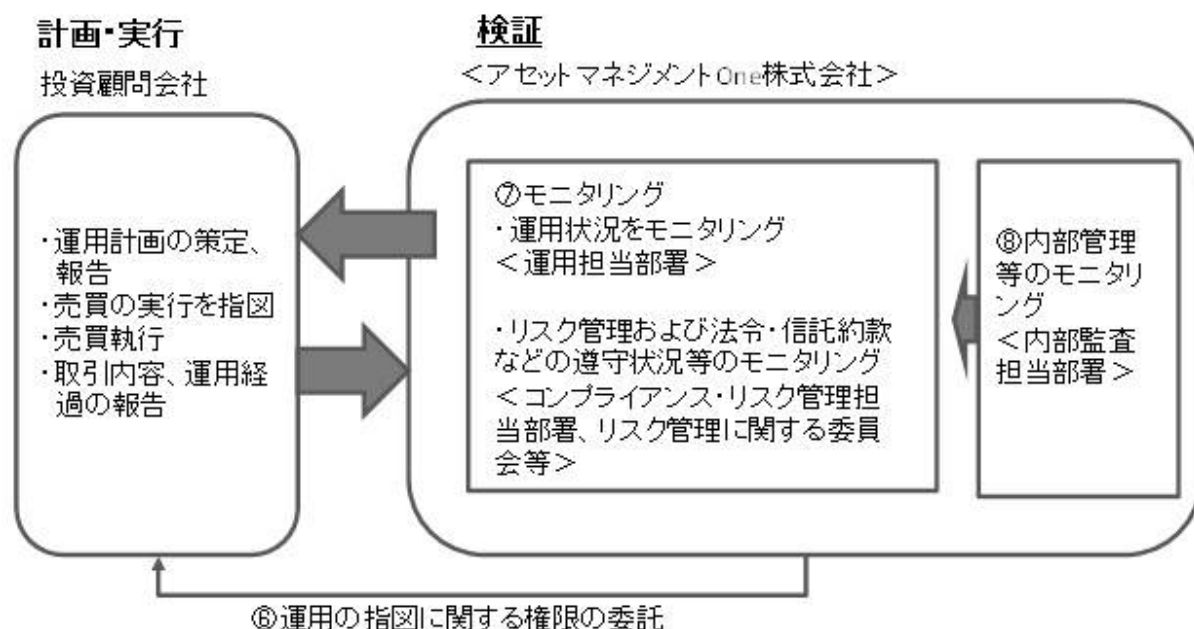 計画・実行
投資顧問会社
・運用計画の策定、
報告
・売買の実行を指図
・売買執行
・取引内容、運用経
過の報告
検証
＜アセットマネジメントOne株式会社＞
⑦モニタリング
・運用状況をモニタリング
＜運用担当部署＞
・リスク管理および法令・信託約款
などの遵守状況等のモニタリング
＜コンプライアンス・リスク管理担
当部署、リスク管理に関する委員
会等＞
⑧内部管理
等のモニタリ
ング
＜内部監査
担当部署＞
⑥運用の指図に関する権限の委託